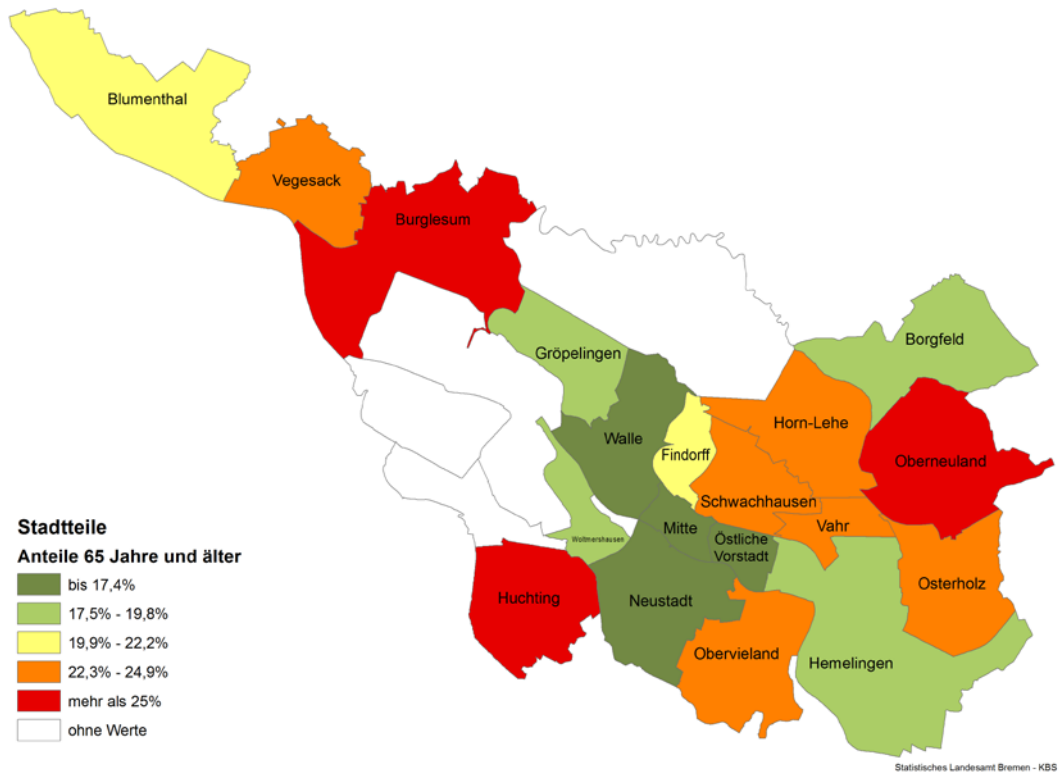 Blumenthal
Vegesack
Burglesum
Gröpelingen
Borgfeld
Walle
Findorff
Horn-Lehe
Oberneuland
Schwachhausen
Vahr
Mitte
Östliche
Vorstadt
Woltmershausen
Osterholz
Huchting
Neustadt
Obervieland
Hemelingen
Stadtteile
Anteile 65 Jahre und älter
bis 17,4%
17,5% - 19,8%
19,9% - 22,2%
22,3% - 24,9%
mehr als 25%
ohne Werte
Statistisches Landesamt Bremen - KBS